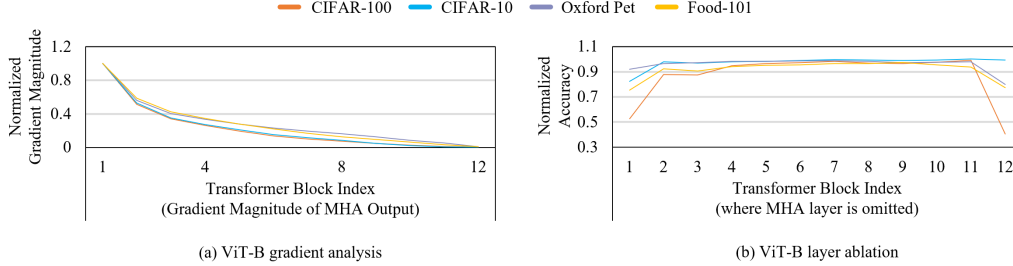 CIFAR-100 CIFAR-10 Oxford Pet Food-101
Normalized
Gradient Magnitude
1.2
0.8
0.4
0
1 4 8 12
Transformer Block Index
(Gradient Magnitude of MHA Output)
(a) ViT-B gradient analysis
Normalized
Accuracy
1.1
0.9
0.7
0.5
0.3
1 2 3 4 5 6 7 8 9 10 11 12
Transformer Block Index
(where MHA layer is omitted)
(b) ViT-B layer ablation